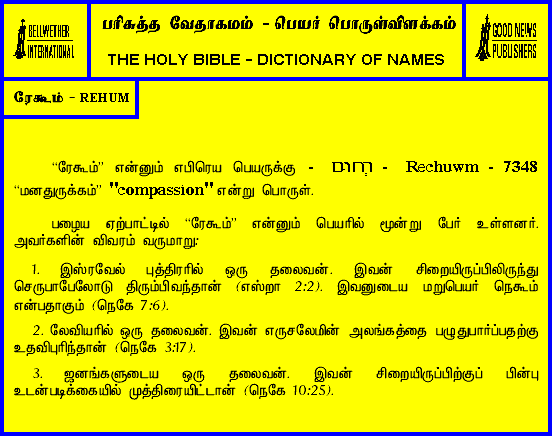 BELLWETHER
INTERNATIONAL
பரிசுத்த வேதாகமம் - பெயர் பொருள்விளக்கம்
THE HOLY BIBLE - DICTIONARY OF NAMES
GOOD NEWS
PUBLISHERS
ரேகூம் - REHUM
“ரேகூம்” என்னும் எபிரெய பெயருக்கு - רחוּם - Rechuwm - 7348
“மனதுருக்கம்” "compassion" என்று பொருள்.
பழைய ஏற்பாட்டில் “ரேகூம்” என்னும் பெயரில் மூன்று பேர் உள்ளனர்.
அவர்களின் விவரம் வருமாறு:
1. இஸ்ரவேல் புத்திரரில் ஒரு தலைவன். இவன் சிறையிருப்பிலிருந்து
செருபாபேலோடு திரும்பிவந்தான் (எஸ்றா 2:2). இவனுடைய மறுபெயர் நெகூம்
என்பதாகும் (நெகே 7:6).
2. லேவியரில் ஒரு தலைவன். இவன் எருசலேமின் அலங்கத்தை பழுதுபார்ப்பதற்கு
உதவிபுரிந்தான் (நெகே 3:17).
3. ஜனங்களுடைய ஒரு தலைவன். இவன் சிறையிருப்பிற்குப் பின்பு
உடன்படிக்கையில் முத்திரையிட்டான் (நெகே 10:25).